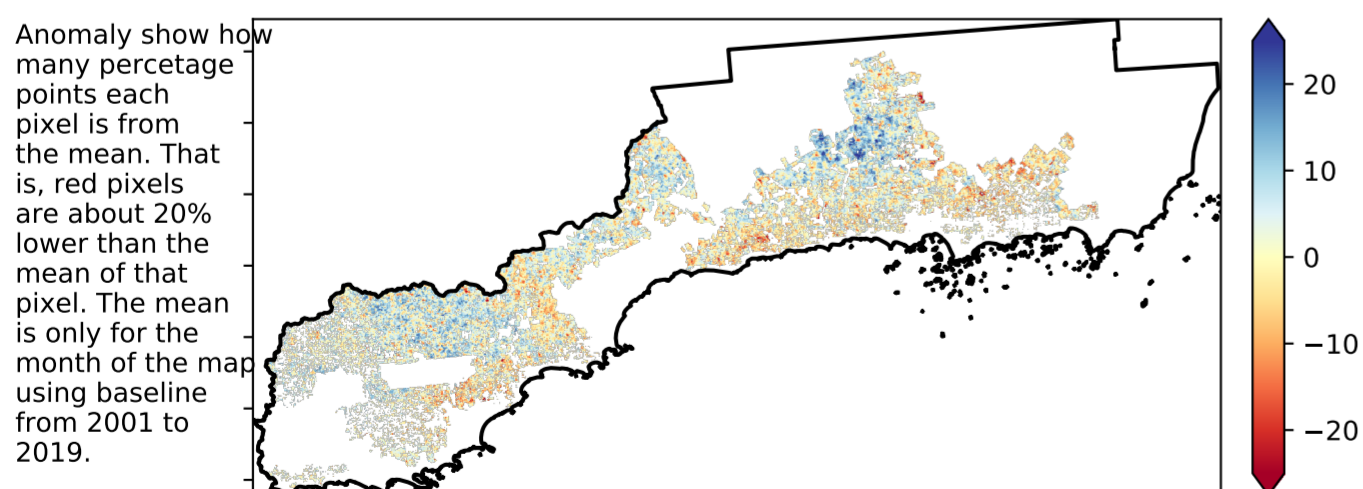 Anomaly show how
many percetage
points each
pixel is from
the mean. That
is, red pixels
are about 20%
lower than the
mean of that
pixel. The mean
is only for the
month of the map
using baseline
from 2001 to
2019.
20
10
0
−10
−20